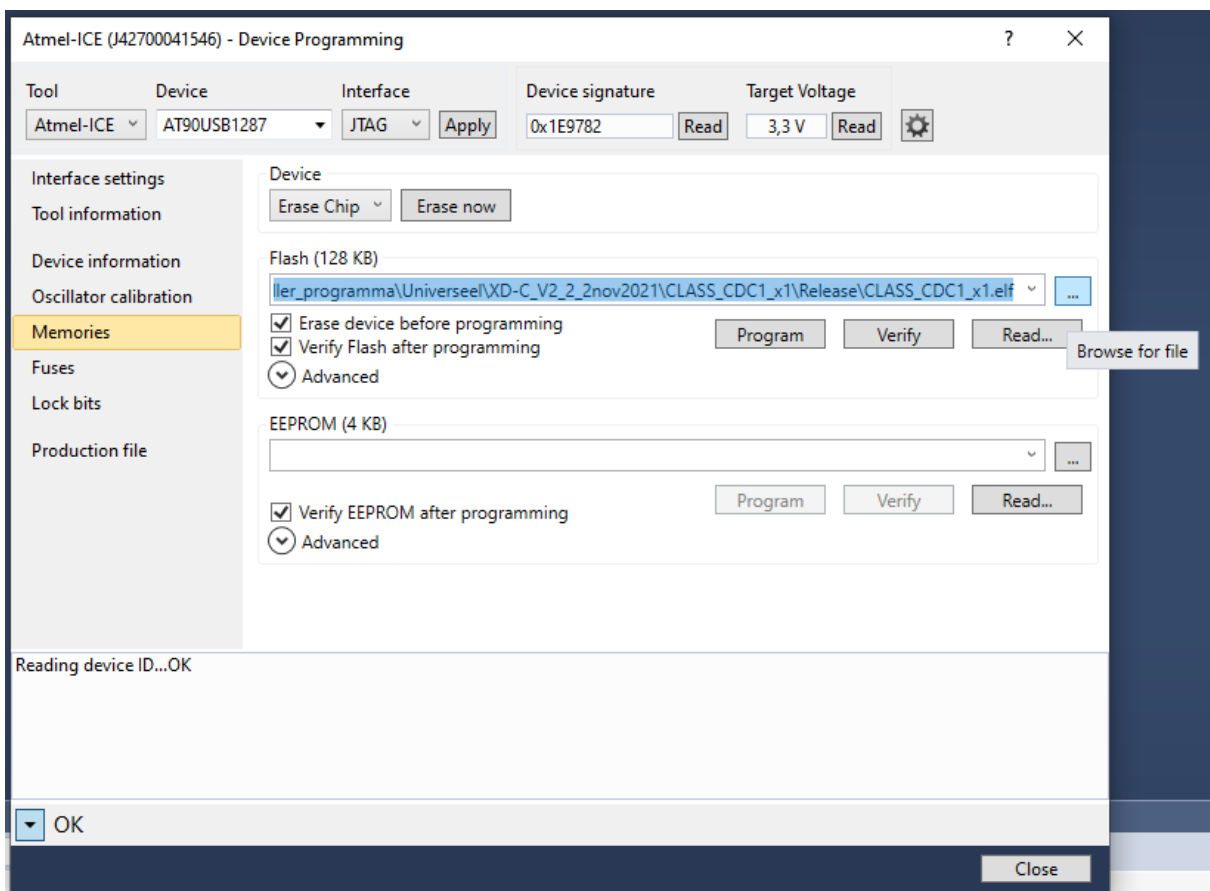 Atmel-ICE (J42700041546) - Device Programming ? ×
Tool Device Interface Device signature Target Voltage
Atmel-ICE AT90USB1287 JTAG Apply 0x1E9782 Read 3,3 V Read
Interface settings
Tool information
Device information
Oscillator calibration
Memories
Fuses
Lock bits
Production file
Device
Erase Chip Erase now
Flash (128 KB)
ller_programma\Universeel\XD-C_V2_2_2nov2021\CLASS_CDC1_x1\Release\CLASS_CDC1_x1.elf ...
Erase device before programming
Verify Flash after programming
Program Verify Read...
Browse for file
Advanced
EEPROM (4 KB)
...
Program Verify Read...
Verify EEPROM after programming
Advanced
Reading device ID...OK
OK
Close